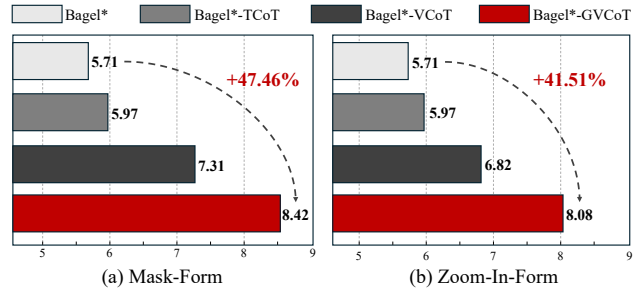 Bagel* Bagel*-TCoT Bagel*-VCoT Bagel*-GVCoT
5.71
+47.46%
5.97
7.31
8.42
5 6 7 8 9
(a) Mask-Form
5.71
+41.51%
5.97
6.82
8.08
5 6 7 8 9
(b) Zoom-In-Form